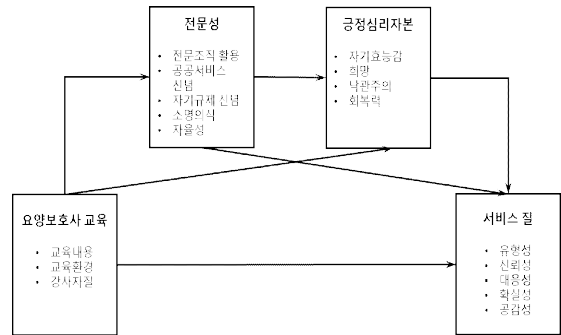 전문성
• 전문조직 활용
• 공공서비스
신념
• 자기규제 신념
• 소명의식
• 자율성
긍정심리자본
• 자기효능감
• 희망
• 낙관주의
• 회복력
요양보호사 교육
• 교육내용
• 교육환경
• 강사자질
서비스 질
• 유형성
• 신뢰성
• 대응성
• 확실성
• 공감성